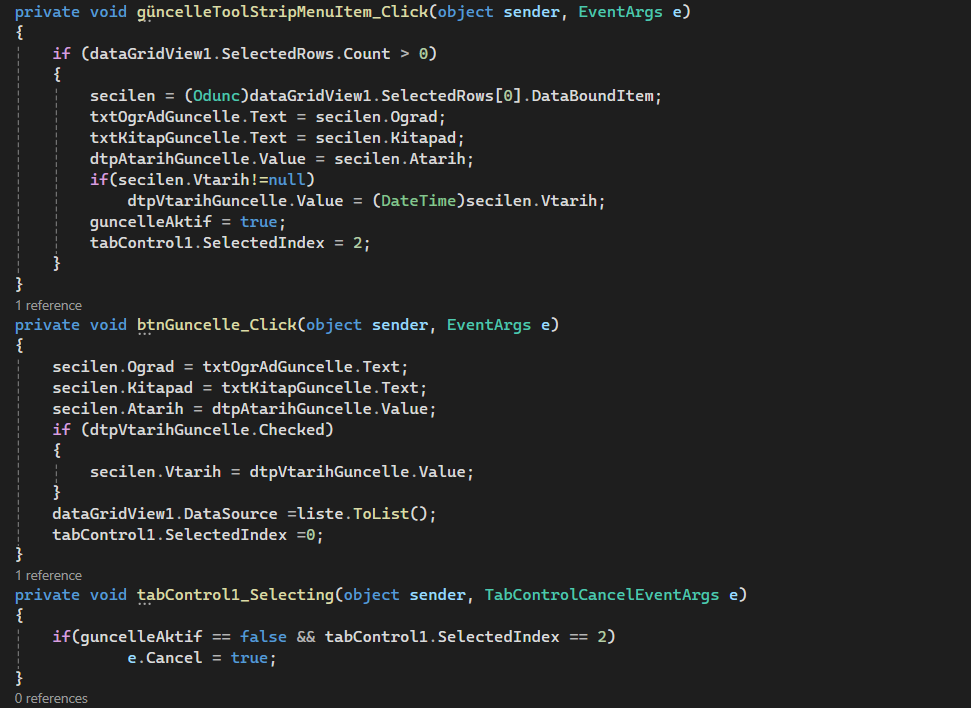 private void güncelleToolStripMenuItem_Click(object sender, EventArgs e)
{
    if (dataGridView1.SelectedRows.Count > 0)
    {
        secilen = (Odunc)dataGridView1.SelectedRows[0].DataBoundItem;
        txtOgrAdGuncelle.Text = secilen.Ograd;
        txtKitapGuncelle.Text = secilen.Kitapad;
        dtpAtarihGuncelle.Value = secilen.Atarih;
        if(secilen.Vtarih!=null)
            dtpVtarihGuncelle.Value = (DateTime)secilen.Vtarih;
        guncelleAktif = true;
        tabControl1.SelectedIndex = 2;
    }
}
1 reference
private void btnGuncelle_Click(object sender, EventArgs e)
{
    secilen.Ograd = txtOgrAdGuncelle.Text;
    secilen.Kitapad = txtKitapGuncelle.Text;
    secilen.Atarih = dtpAtarihGuncelle.Value;
    if (dtpVtarihGuncelle.Checked)
    {
        secilen.Vtarih = dtpVtarihGuncelle.Value;
    }
    dataGridView1.DataSource =liste.ToList();
    tabControl1.SelectedIndex =0;
}
1 reference
private void tabControl1_Selecting(object sender, TabControlCancelEventArgs e)
{
    if(guncelleAktif == false && tabControl1.SelectedIndex == 2)
            e.Cancel = true;
}
0 references